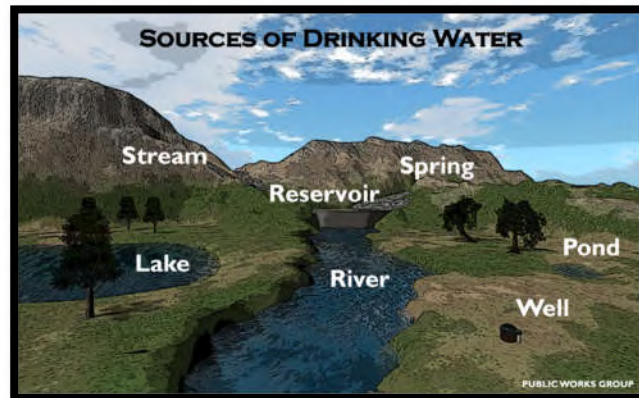 SOURCES OF DRINKING WATER
Stream
Spring
Reservoir
Lake
River
Pond
Well
PUBLIC WORKS GROUP